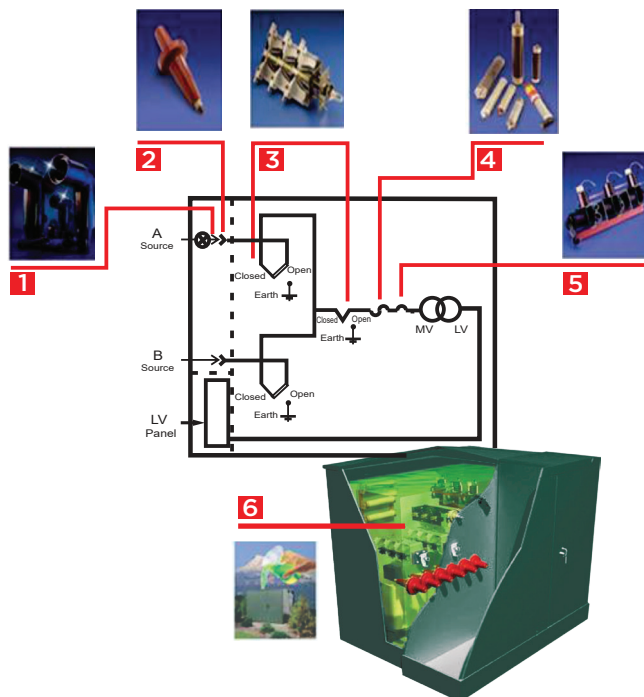 2
3
4
5
1
A
Source
Closed
Open
Earth
Closed
Open
Earth
MV
LV
B
Source
Closed
Open
Earth
LV
Panel
6